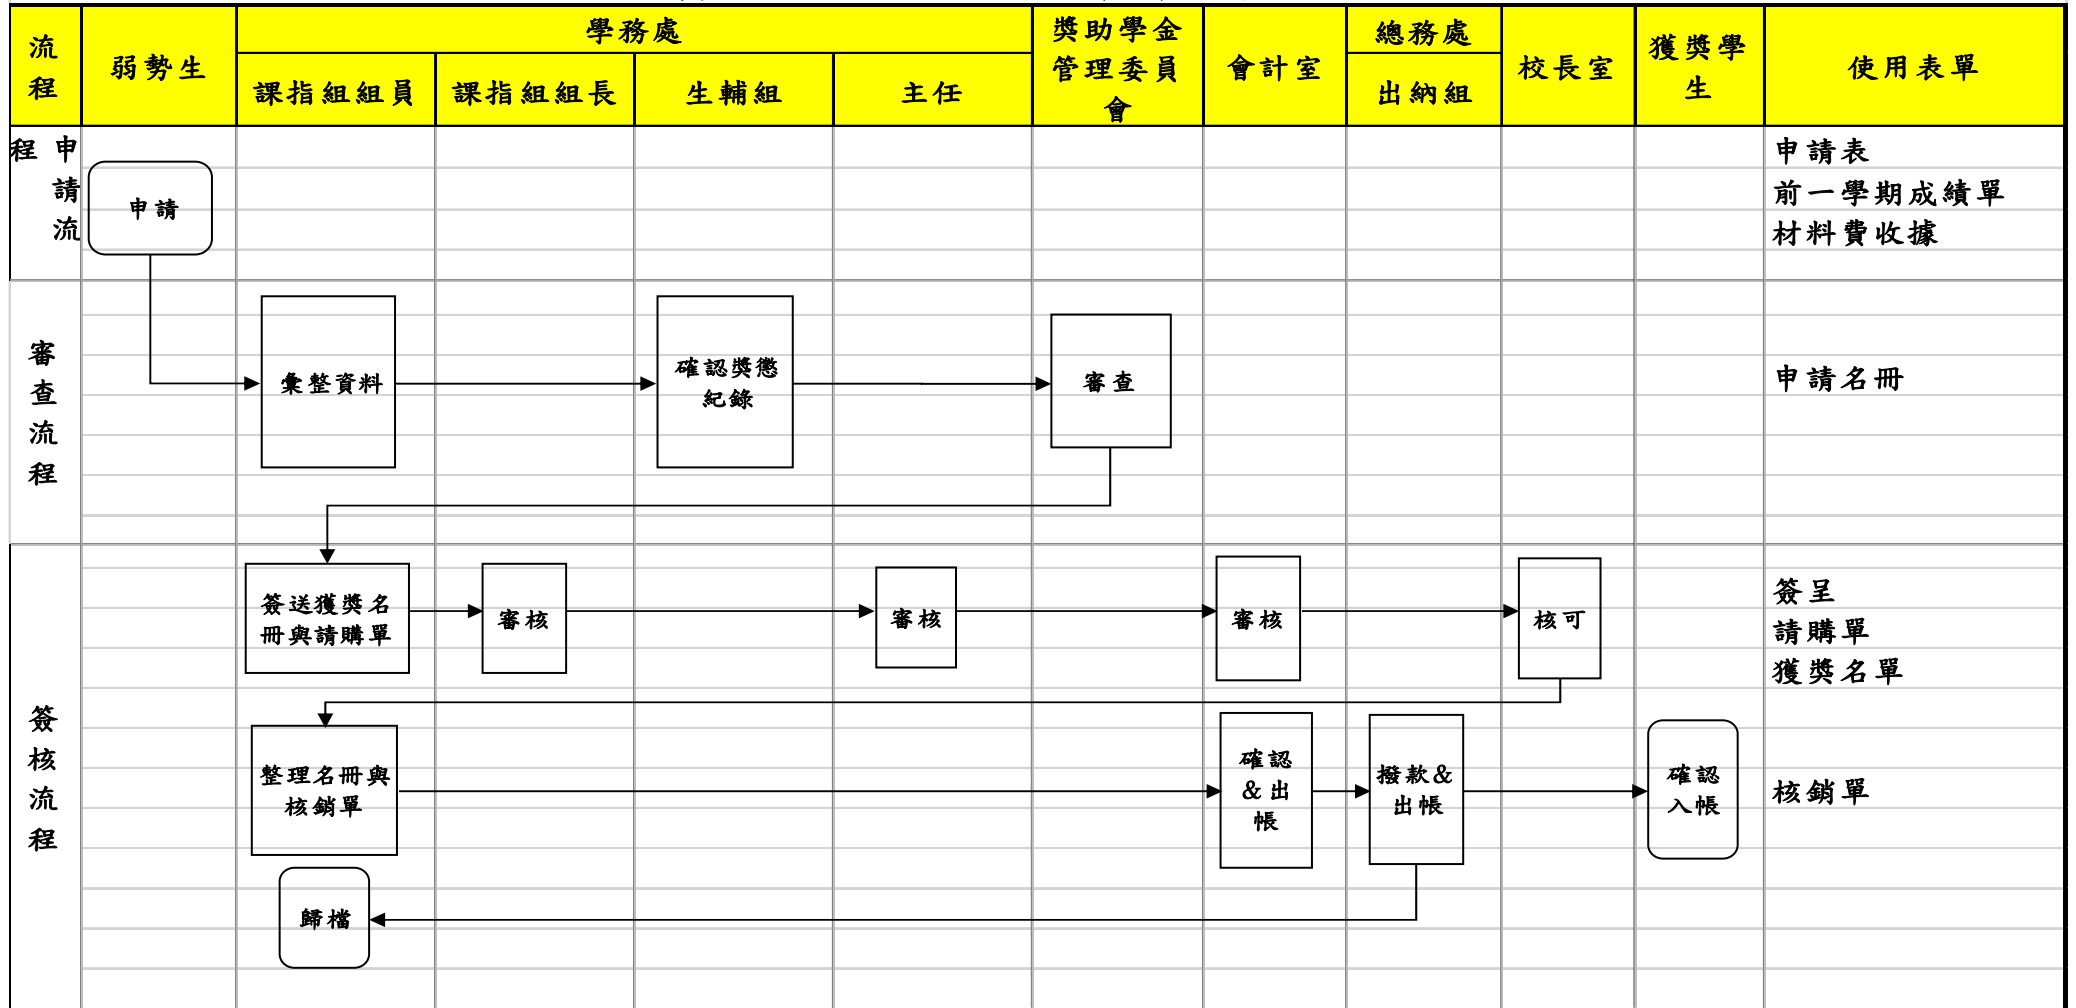 流
程
弱勢生
學務處
課指組組員
課指組組長
生輔組
主任
獎助學金
管理委員
會
會計室
總務處
出納組
校長室
獲獎學
生
使用表單
程 申
請
流
申請
申請表
前一學期成績單
材料費收據
審
查
流
程
彙整資料
確認獎懲
紀錄
審查
申請名冊
簽
核
流
程
簽送獲獎名
冊與請購單
審核
審核
審核
核可
簽呈
請購單
獲獎名單
整理名冊與
核銷單
確認
&出
帳
撥款&
出帳
確認
入帳
核銷單
歸檔